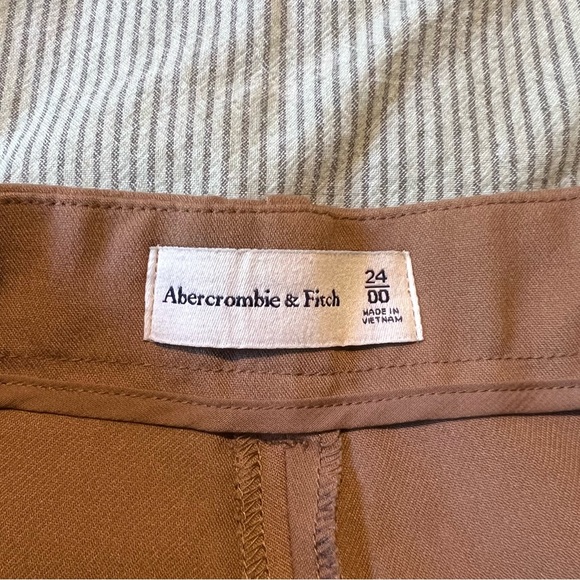 Abercrombie & Fitch
24
00
MADE IN
VIETNAM